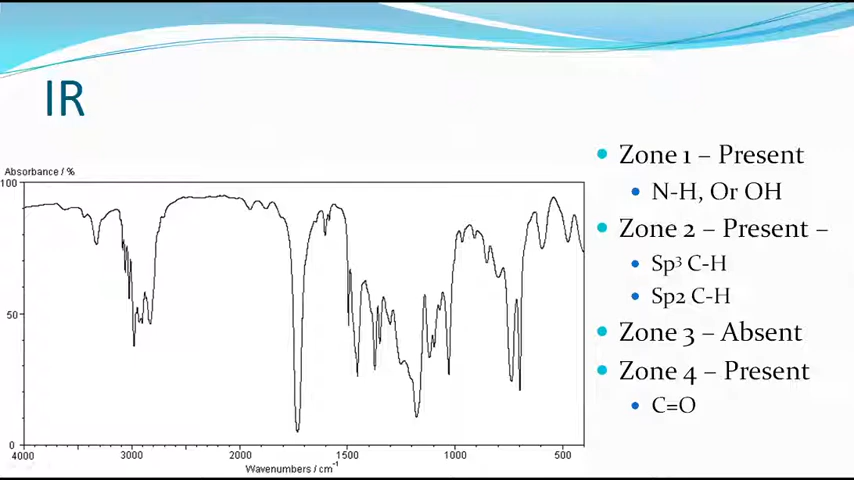 IR
Absorbance / %
100
50
0
4000 3000 2000 1500 1000 500
Wavenumbers / cm-1
Zone 1 – Present
N-H, Or OH
Zone 2 – Present –
Sp³ C-H
Sp2 C-H
Zone 3 – Absent
Zone 4 – Present
C=O